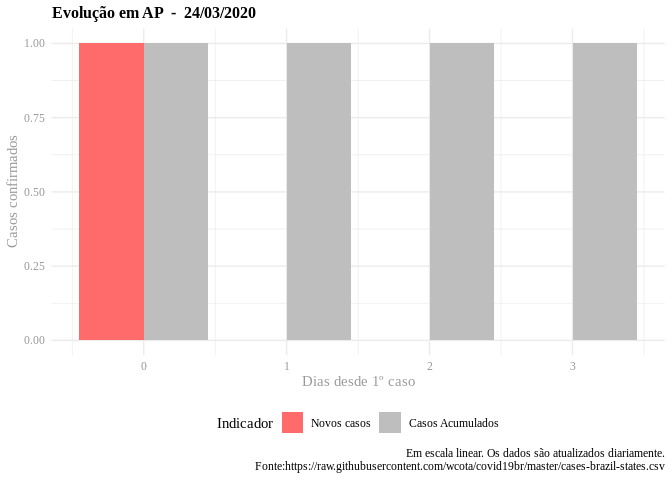 Evolução em AP  -  24/03/2020
Casos confirmados
1.00
0.75
0.50
0.25
0.00
0 1 2 3
Dias desde 1º caso
Indicador Novos casos Casos Acumulados
Em escala linear. Os dados são atualizados diariamente.
Fonte:https://raw.githubusercontent.com/wcota/covid19br/master/cases-brazil-states.csv